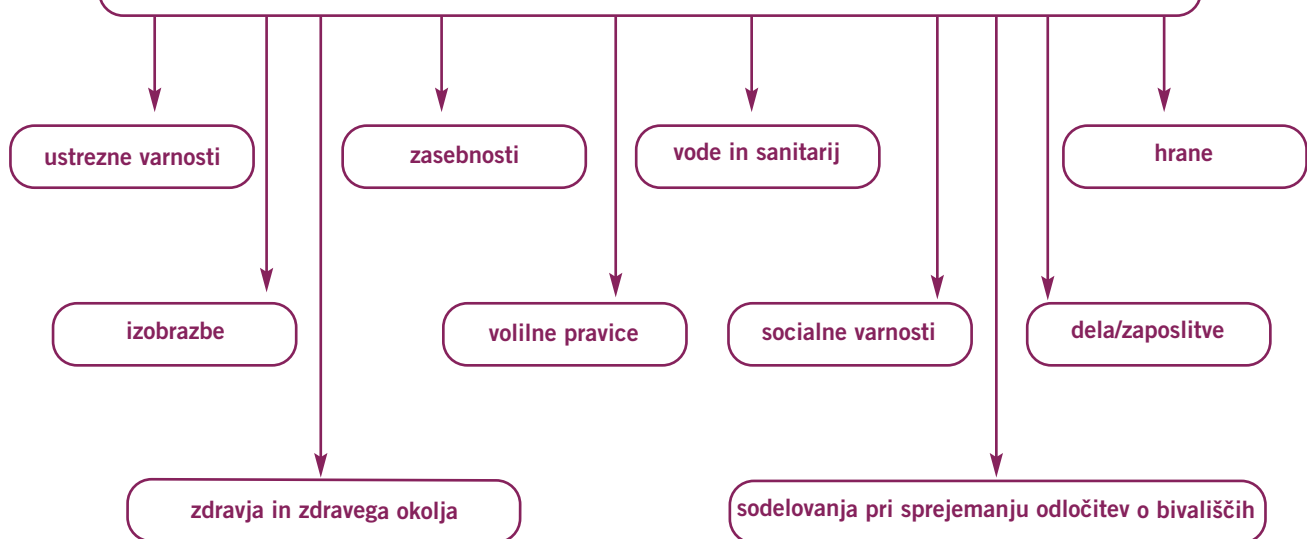 ustrezne varnosti
zasebnosti
vode in sanitarij
hrane
izobrazbe
volilne pravice
socialne varnosti
dela/zaposlitve
zdravja in zdravega okolja
sodelovanja pri sprejemanju odločitev o bivališčih